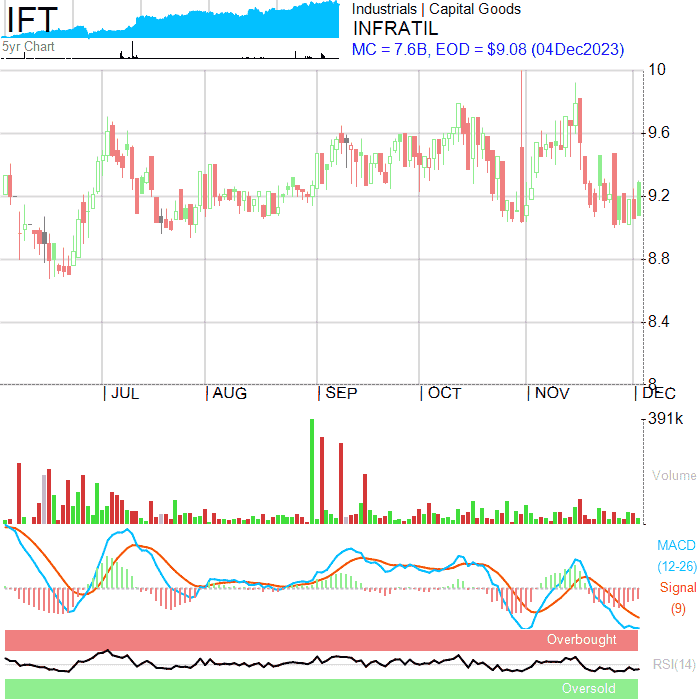 IFT
Industrials | Capital Goods
INFRATIL
5yr Chart
MC = 7.6B, EOD = $9.08 (04Dec2023)
10
9.6
9.2
8.8
8.4
8
JUL AUG SEP OCT NOV DEC
391k
Volume
MACD
(12-26)
Signal
(9)
Overbought
RSI(14)
Oversold